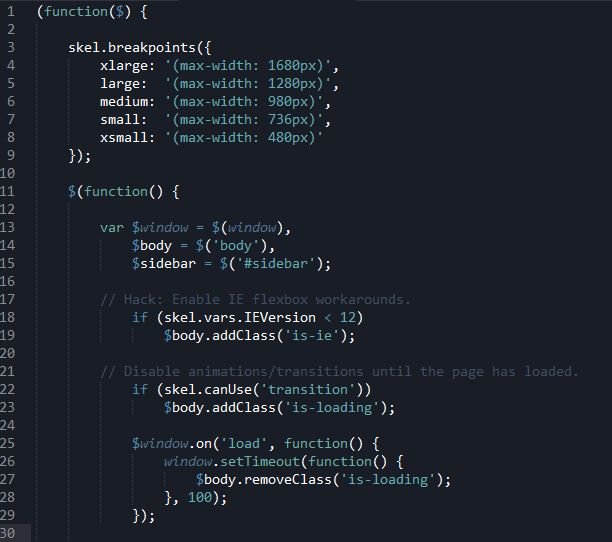 1 (function($) {
2
3     skel.breakpoints({
4         xlarge: '(max-width: 1680px)',
5         large:  '(max-width: 1280px)',
6         medium: '(max-width: 980px)',
7         small:  '(max-width: 736px)',
8         xsmall: '(max-width: 480px)'
9     });
10
11     $(function() {
12
13         var $window = $(window),
14             $body = $('body'),
15             $sidebar = $('#sidebar');
16
17         // Hack: Enable IE flexbox workarounds.
18             if (skel.vars.IEVersion < 12)
19                 $body.addClass('is-ie');
20
21         // Disable animations/transitions until the page has loaded.
22             if (skel.canUse('transition'))
23                 $body.addClass('is-loading');
24
25             $window.on('load', function() {
26                 window.setTimeout(function() {
27                     $body.removeClass('is-loading');
28                 }, 100);
29             });
30